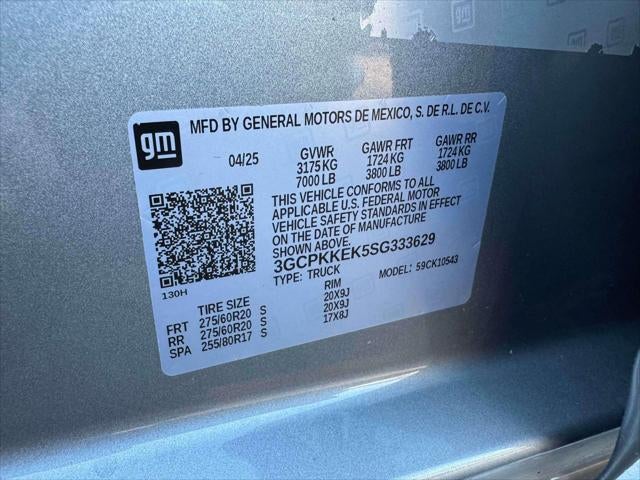 gm
MFD BY GENERAL MOTORS DE MEXICO, S. DE R.L. DE C.V.
04/25 GVWR GAWR FRT GAWR RR
3175 KG 1724 KG 1724 KG
7000 LB 3800 LB 3800 LB
THIS VEHICLE CONFORMS TO ALL
APPLICABLE U.S. FEDERAL MOTOR
VEHICLE SAFETY STANDARDS IN EFFECT
ON THE DATE OF MANUFACTURE
SHOWN ABOVE.
3GCPKKEK5SG333629
TYPE: TRUCK MODEL: 59CK10543
130H
TIRE SIZE RIM
FRT 275/60R20 S 20X9J
RR 275/60R20 S 20X9J
SPA 255/80R17 S 17X8J